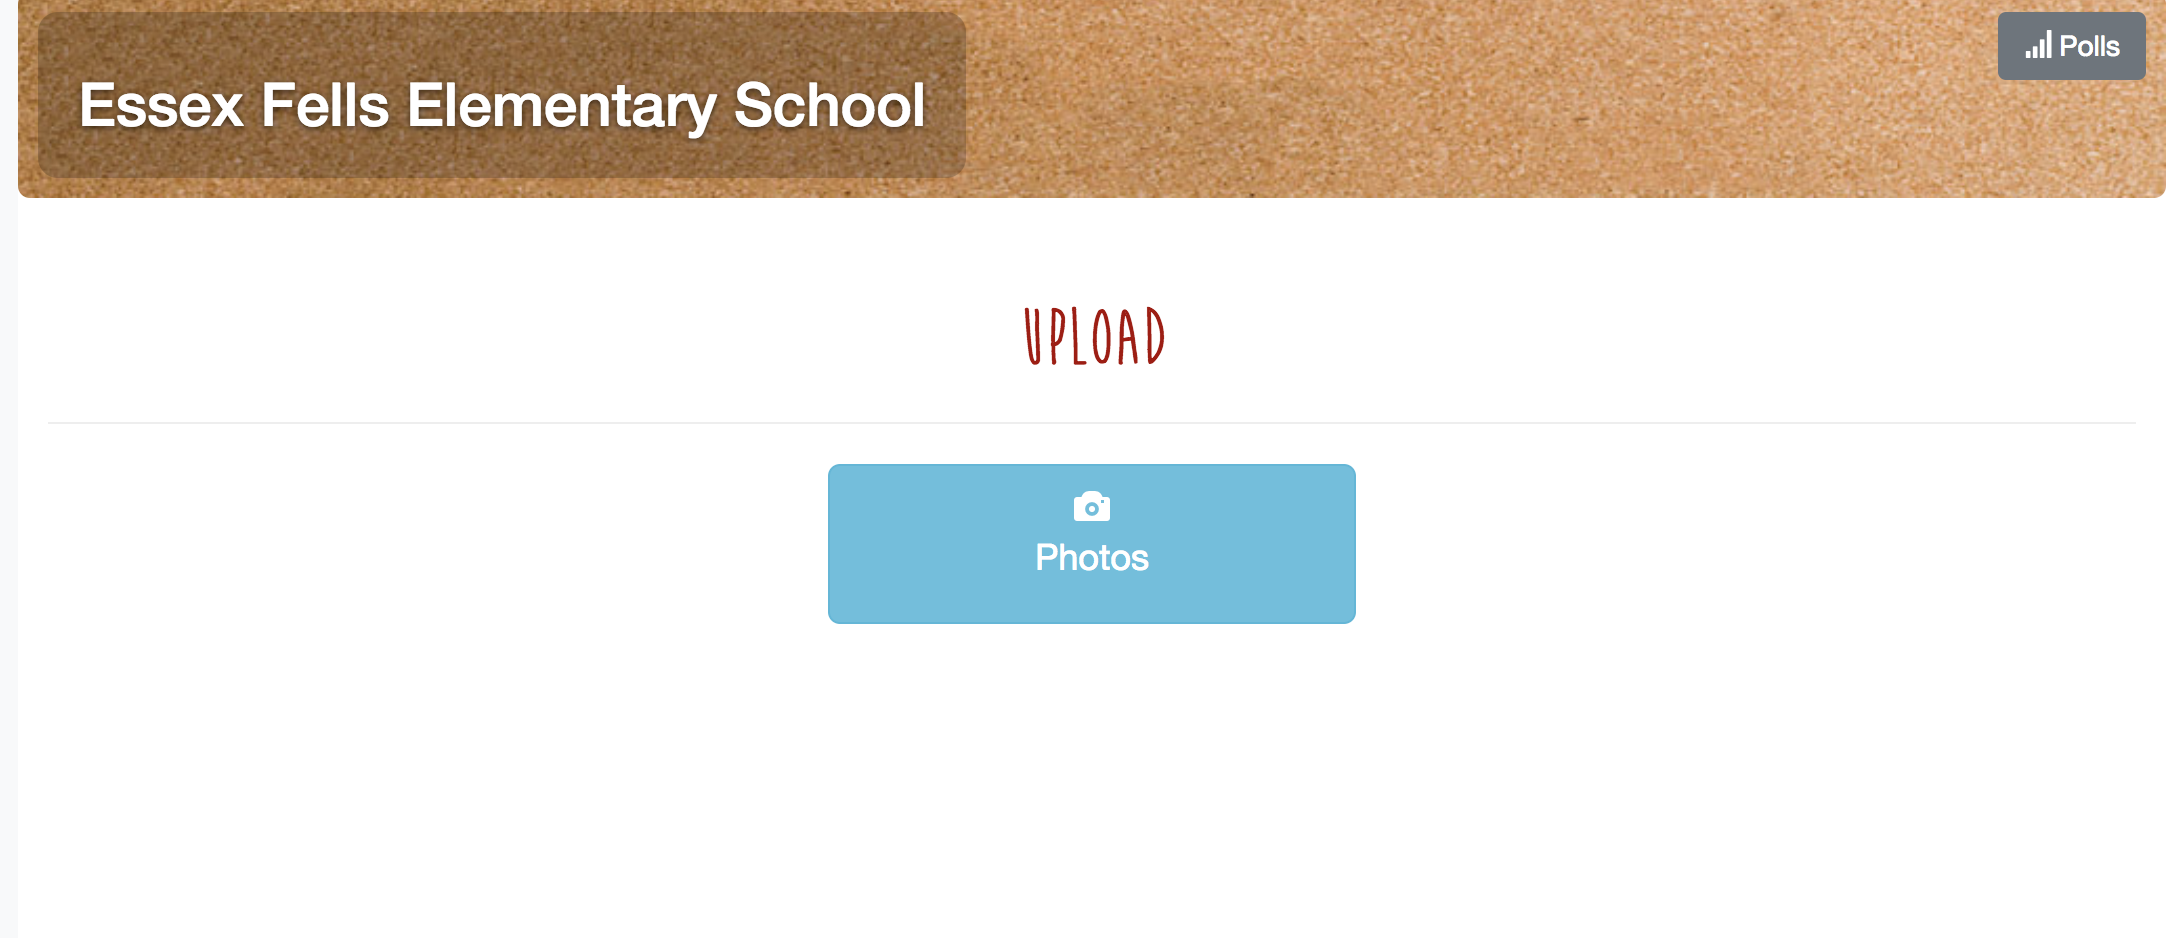 Polls
Essex Fells Elementary School
UPLOAD
Photos